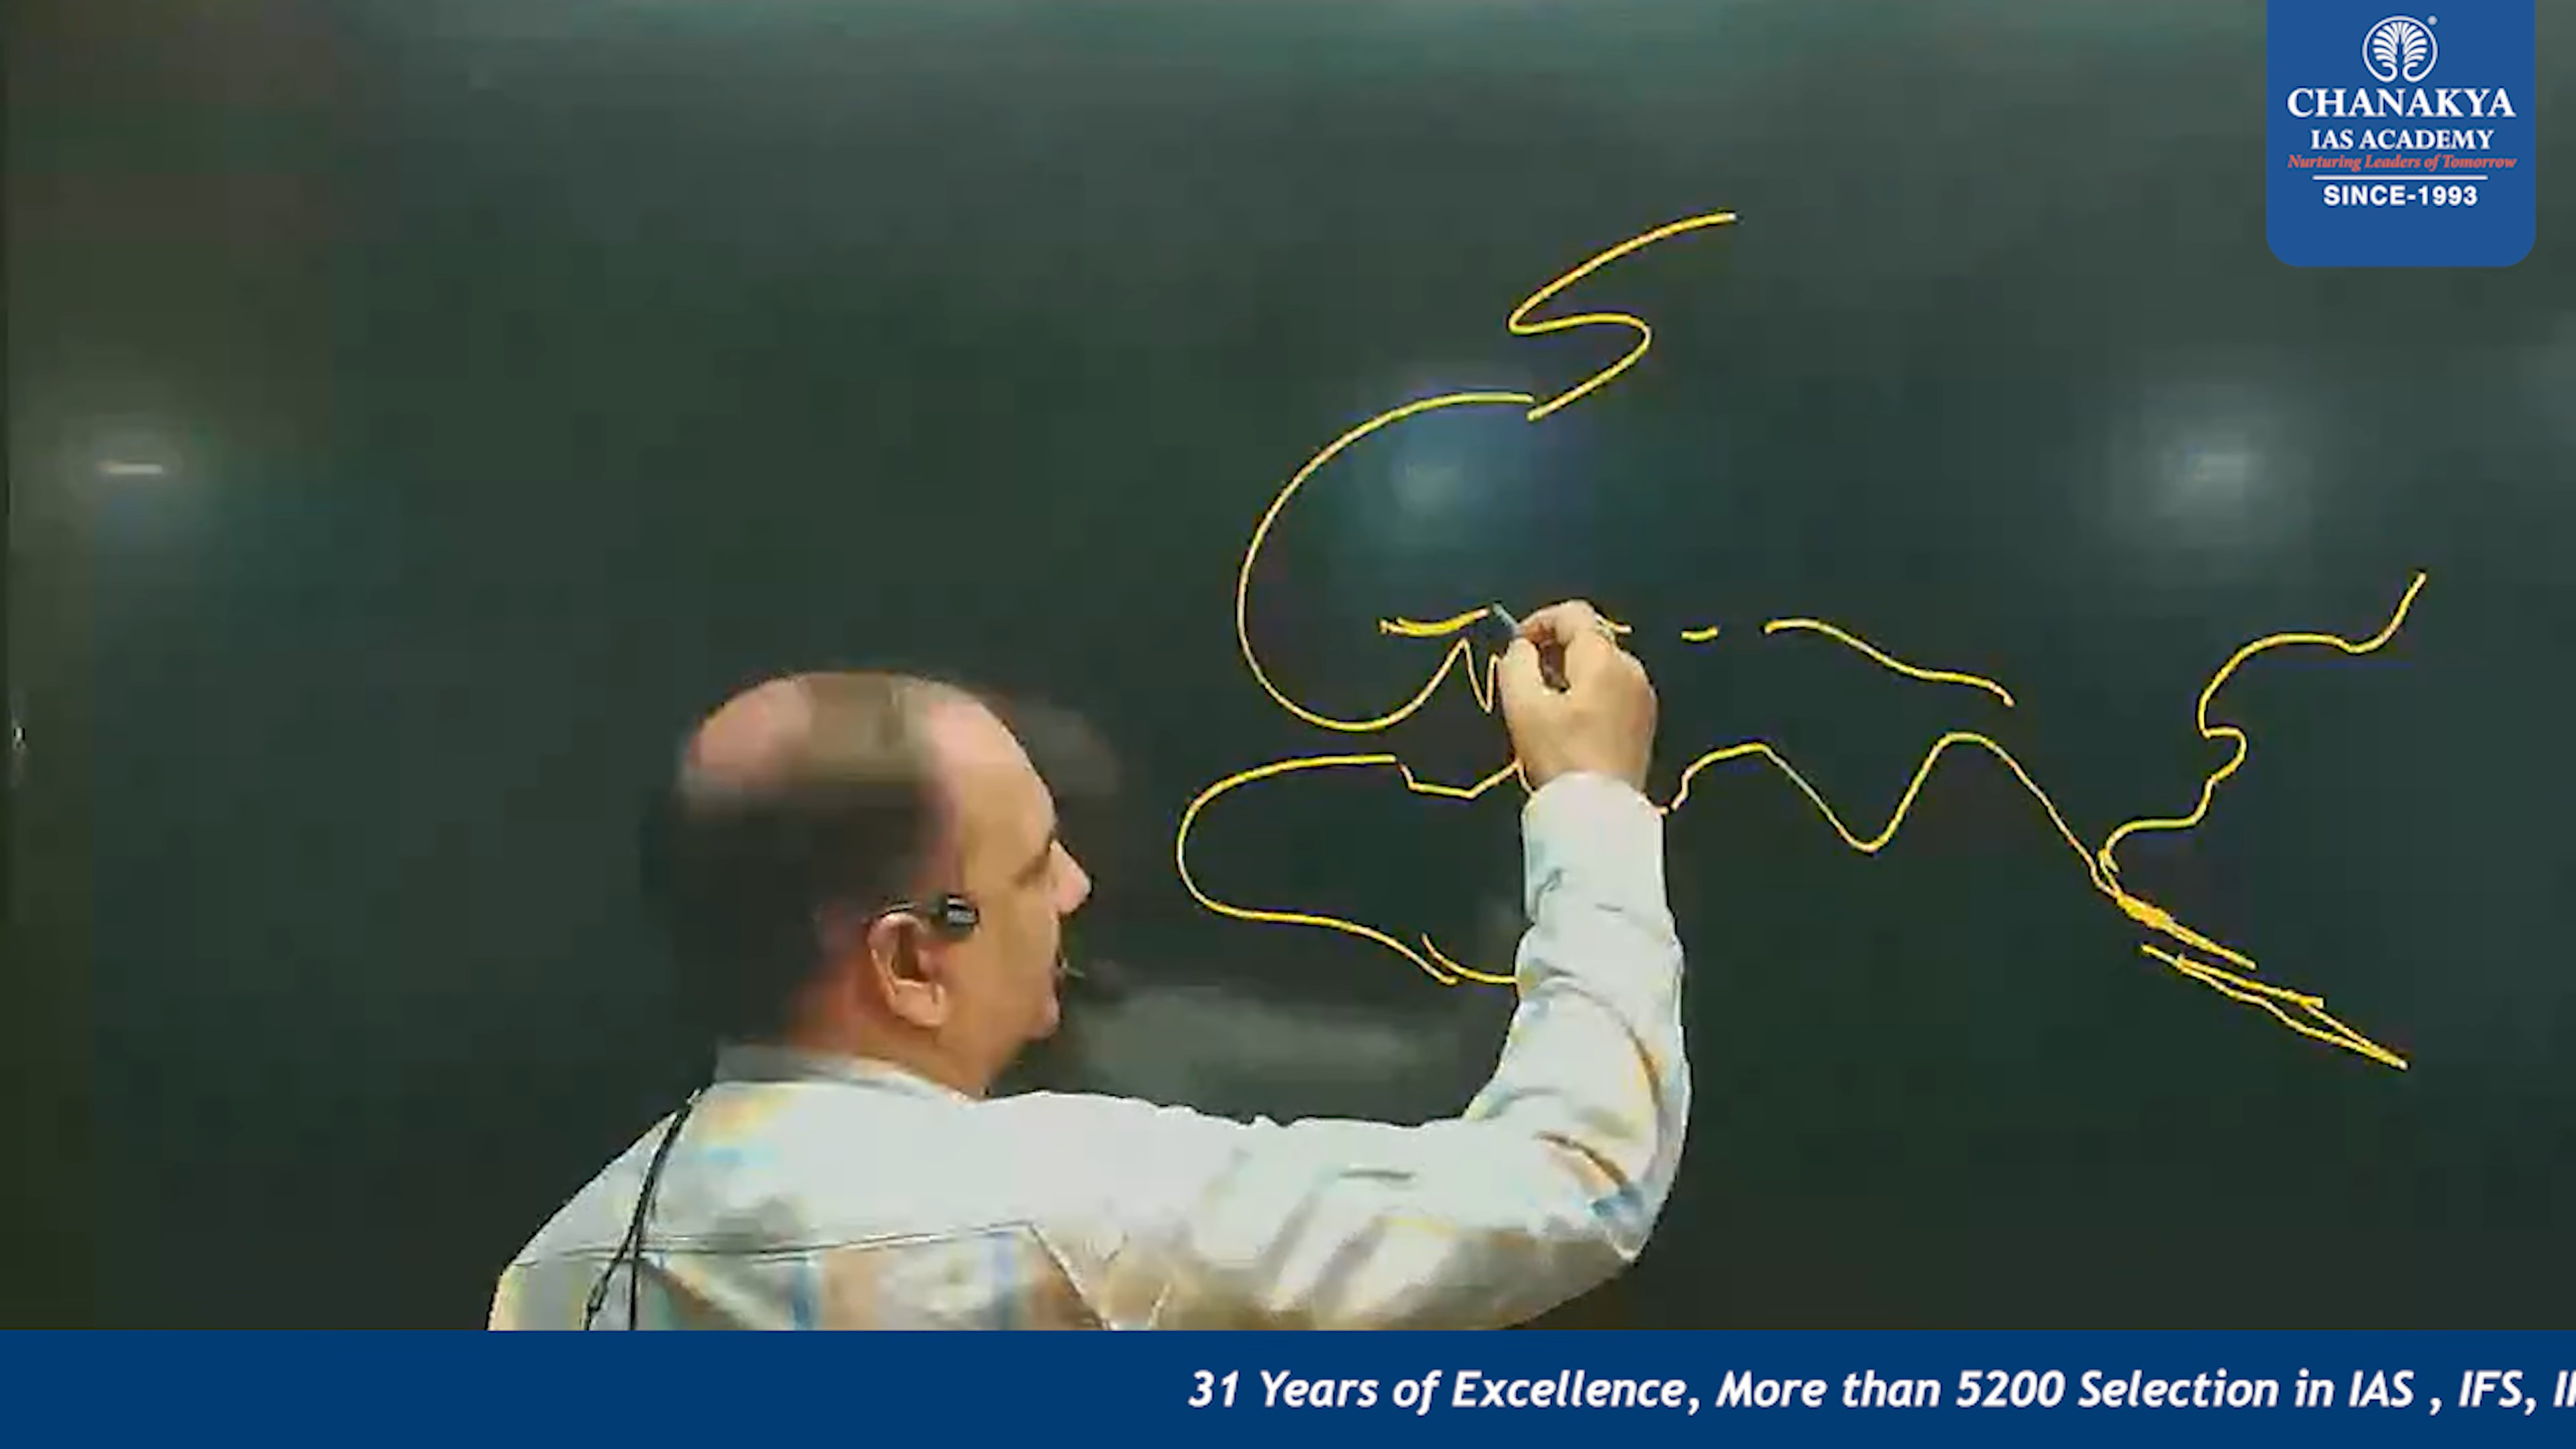 CHANAKYA
IAS ACADEMY
Nurturing Leaders of Tomorrow
SINCE-1993
31 Years of Excellence, More than 5200 Selection in IAS , IFS,